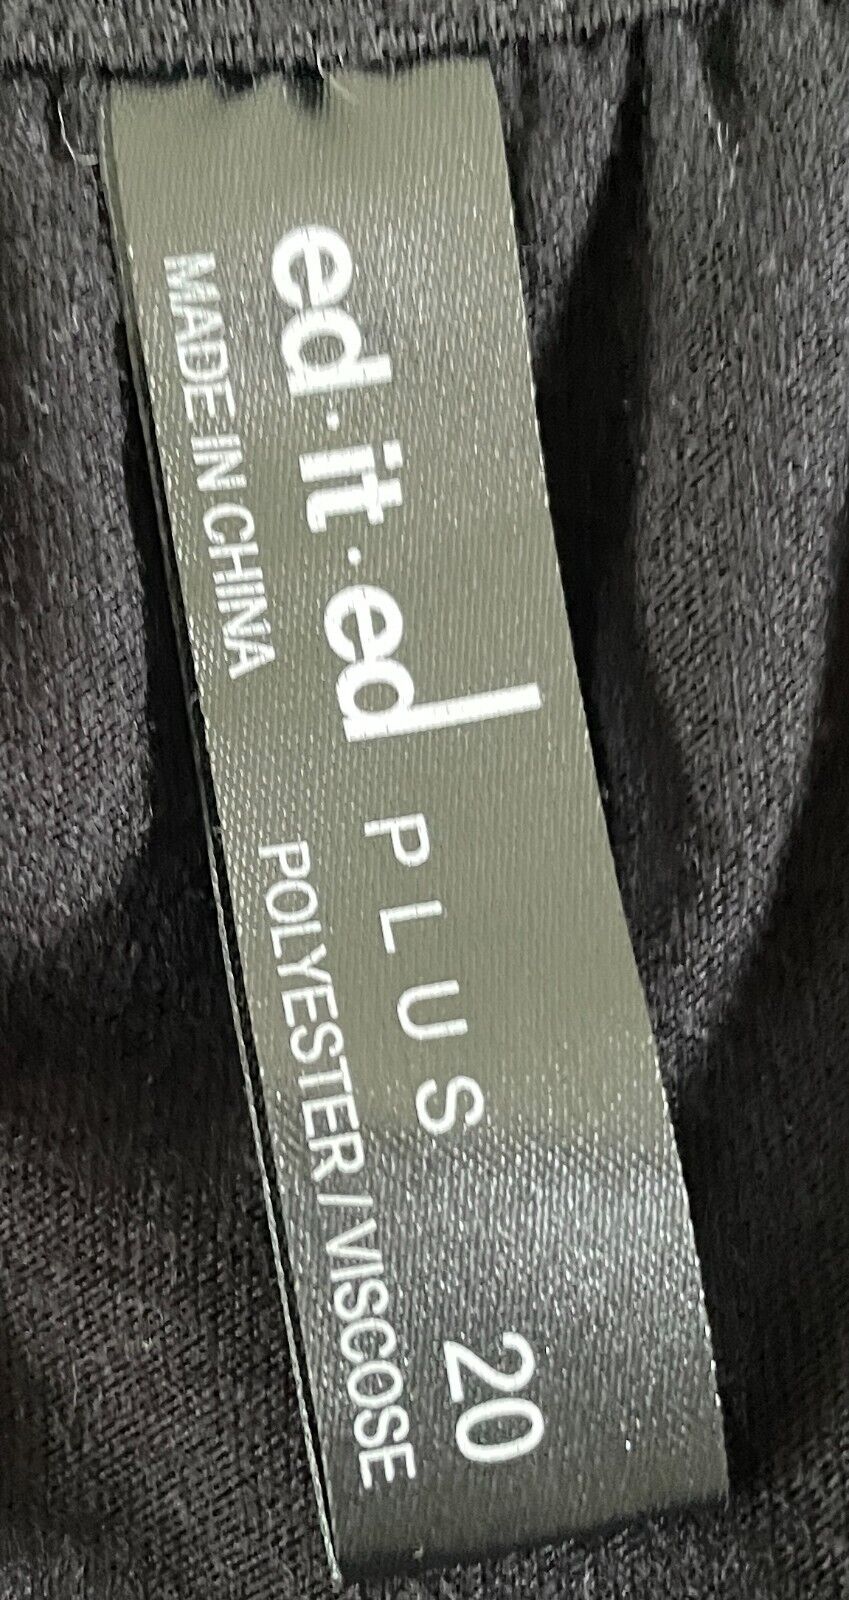 ed·it·ed PLUS 20
MADE IN CHINA POLYESTER / VISCOSE